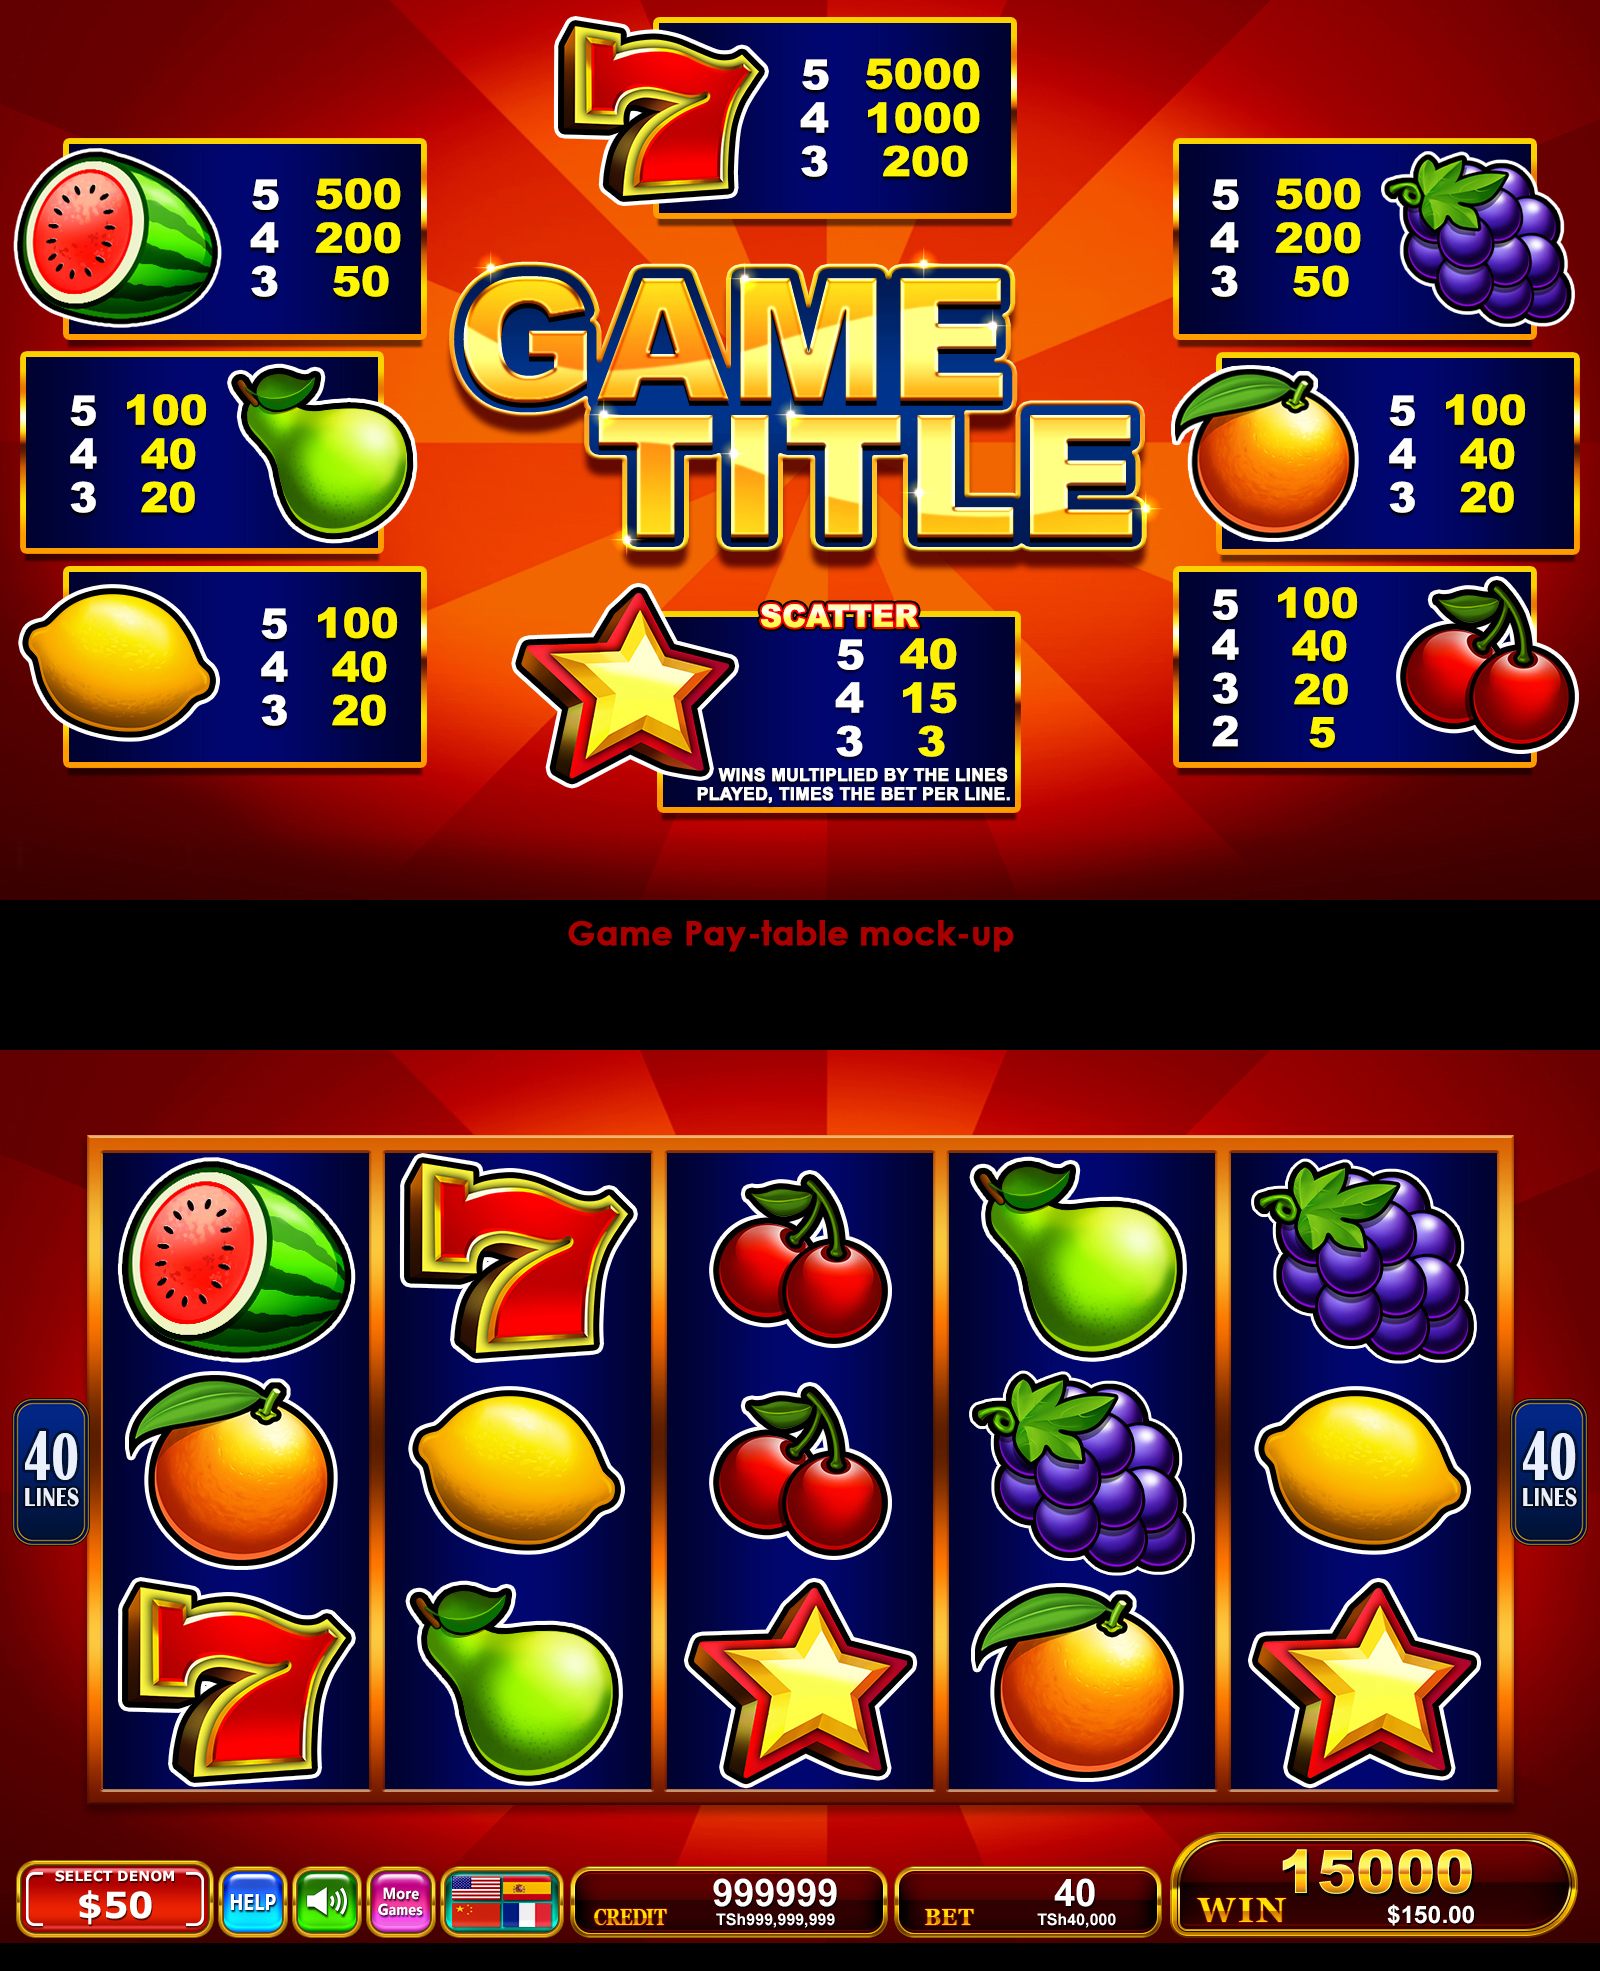 5 5000
4 1000
3 200
5 500
4 200
3 50
5 500
4 200
3 50
GAME
TITLE
5 100
4 40
3 20
5 100
4 40
3 20
5 100
4 40
3 20
SCATTER
5 40
4 15
3 3
WINS MULTIPLIED BY THE LINES
PLAYED, TIMES THE BET PER LINE.
5 100
4 40
3 20
2 5
Game Pay-table mock-up
40
LINES
40
LINES
SELECT DENOM
$50
HELP
More
Games
CREDIT
999999
TSh999,999,999
BET
40
TSh40,000
WIN
15000
$150.00